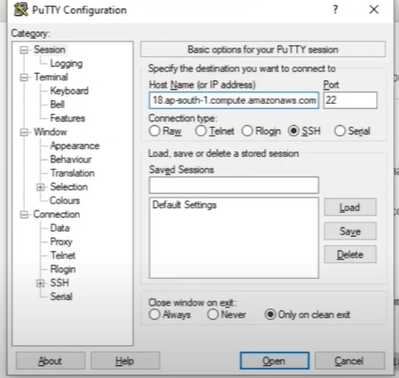 PuTTY Configuration
?
Category:
Session
Logging
Terminal
Keyboard
Bell
Features
Window
Appearance
Behaviour
Translation
Selection
Colours
Connection
Data
Proxy
Telnet
Rlogin
SSH
Serial
Basic options for your PuTTY session
Specify the destination you want to connect to
Host Name (or IP address) Port
18.ap-south-1.compute.amazonaws.com 22
Connection type:
Raw Telnet Rlogin SSH Serial
Load, save or delete a stored session
Saved Sessions
Default Settings
Load
Save
Delete
Close window on exit:
Always Never Only on clean exit
About Help Open Cancel